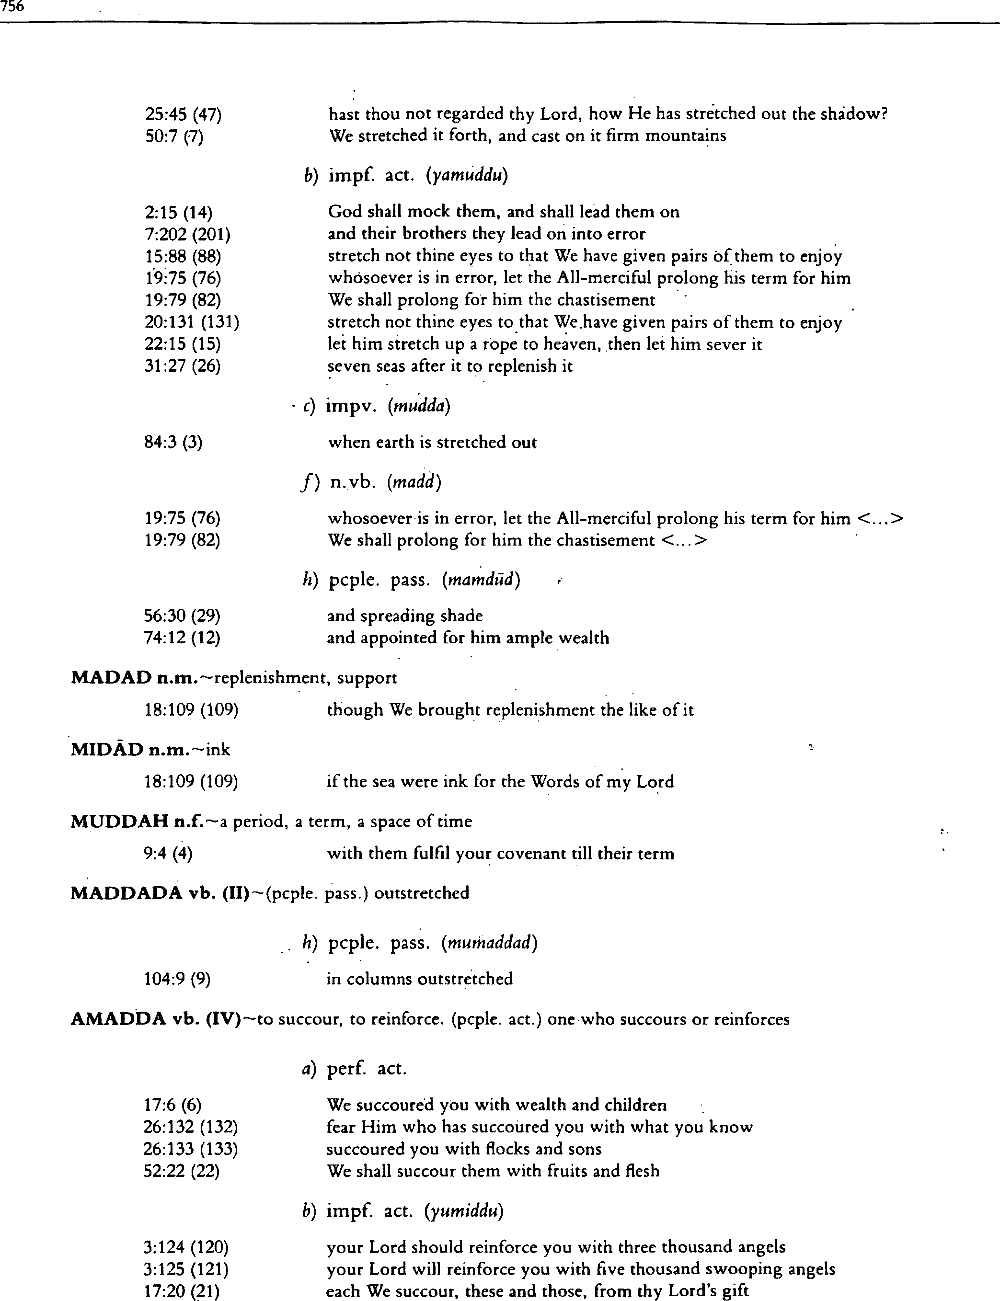 756
25:45 (47) hast thou not regarded thy Lord, how He has stretched out the shadow?
50:7 (7) We stretched it forth, and cast on it firm mountains
b) impf. act. (yamuddu)
2:15 (14) God shall mock them, and shall lead them on
7:202 (201) and their brothers they lead on into error
15:88 (88) stretch not thine eyes to that We have given pairs of them to enjoy
19:75 (76) whosoever is in error, let the All-merciful prolong his term for him
19:79 (82) We shall prolong for him the chastisement
20:131 (131) stretch not thine eyes to that We have given pairs of them to enjoy
22:15 (15) let him stretch up a rope to heaven, then let him sever it
31:27 (26) seven seas after it to replenish it
c) impv. (mudda)
84:3 (3) when earth is stretched out
f) n.vb. (madd)
19:75 (76) whosoever is in error, let the All-merciful prolong his term for him <...>
19:79 (82) We shall prolong for him the chastisement <...>
h) pcple. pass. (mamdūd)
56:30 (29) and spreading shade
74:12 (12) and appointed for him ample wealth
MADAD n.m.~replenishment, support
18:109 (109) though We brought replenishment the like of it
MIDĀD n.m.~ink
18:109 (109) if the sea were ink for the Words of my Lord
MUDDAH n.f.~a period, a term, a space of time
9:4 (4) with them fulfil your covenant till their term
MADDADA vb. (II)~(pcple. pass.) outstretched
h) pcple. pass. (mumaddad)
104:9 (9) in columns outstretched
AMADDA vb. (IV)~to succour, to reinforce. (pcple. act.) one who succours or reinforces
a) perf. act.
17:6 (6) We succoured you with wealth and children
26:132 (132) fear Him who has succoured you with what you know
26:133 (133) succoured you with flocks and sons
52:22 (22) We shall succour them with fruits and flesh
b) impf. act. (yumiddu)
3:124 (120) your Lord should reinforce you with three thousand angels
3:125 (121) your Lord will reinforce you with five thousand swooping angels
17:20 (21) each We succour, these and those, from thy Lord's gift